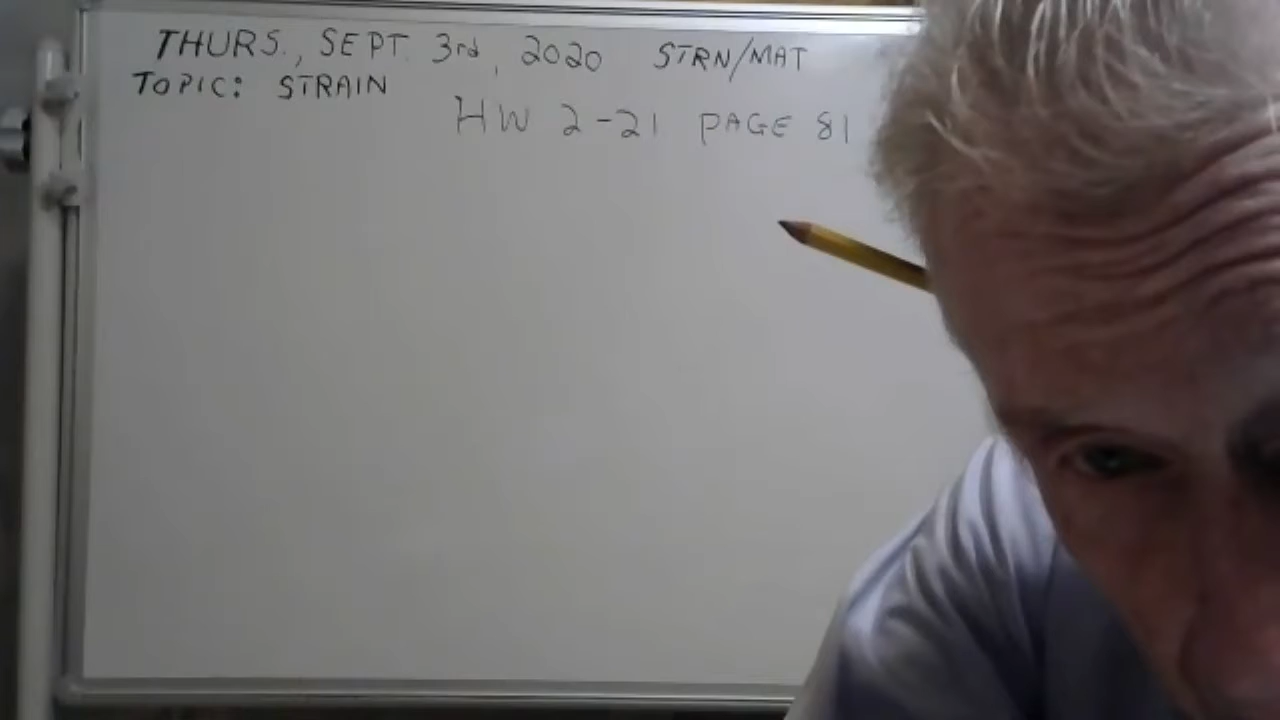 THURS., SEPT. 3rd, 2020 STRN/MAT
TOPIC: STRAIN
HW 2-21 PAGE 81